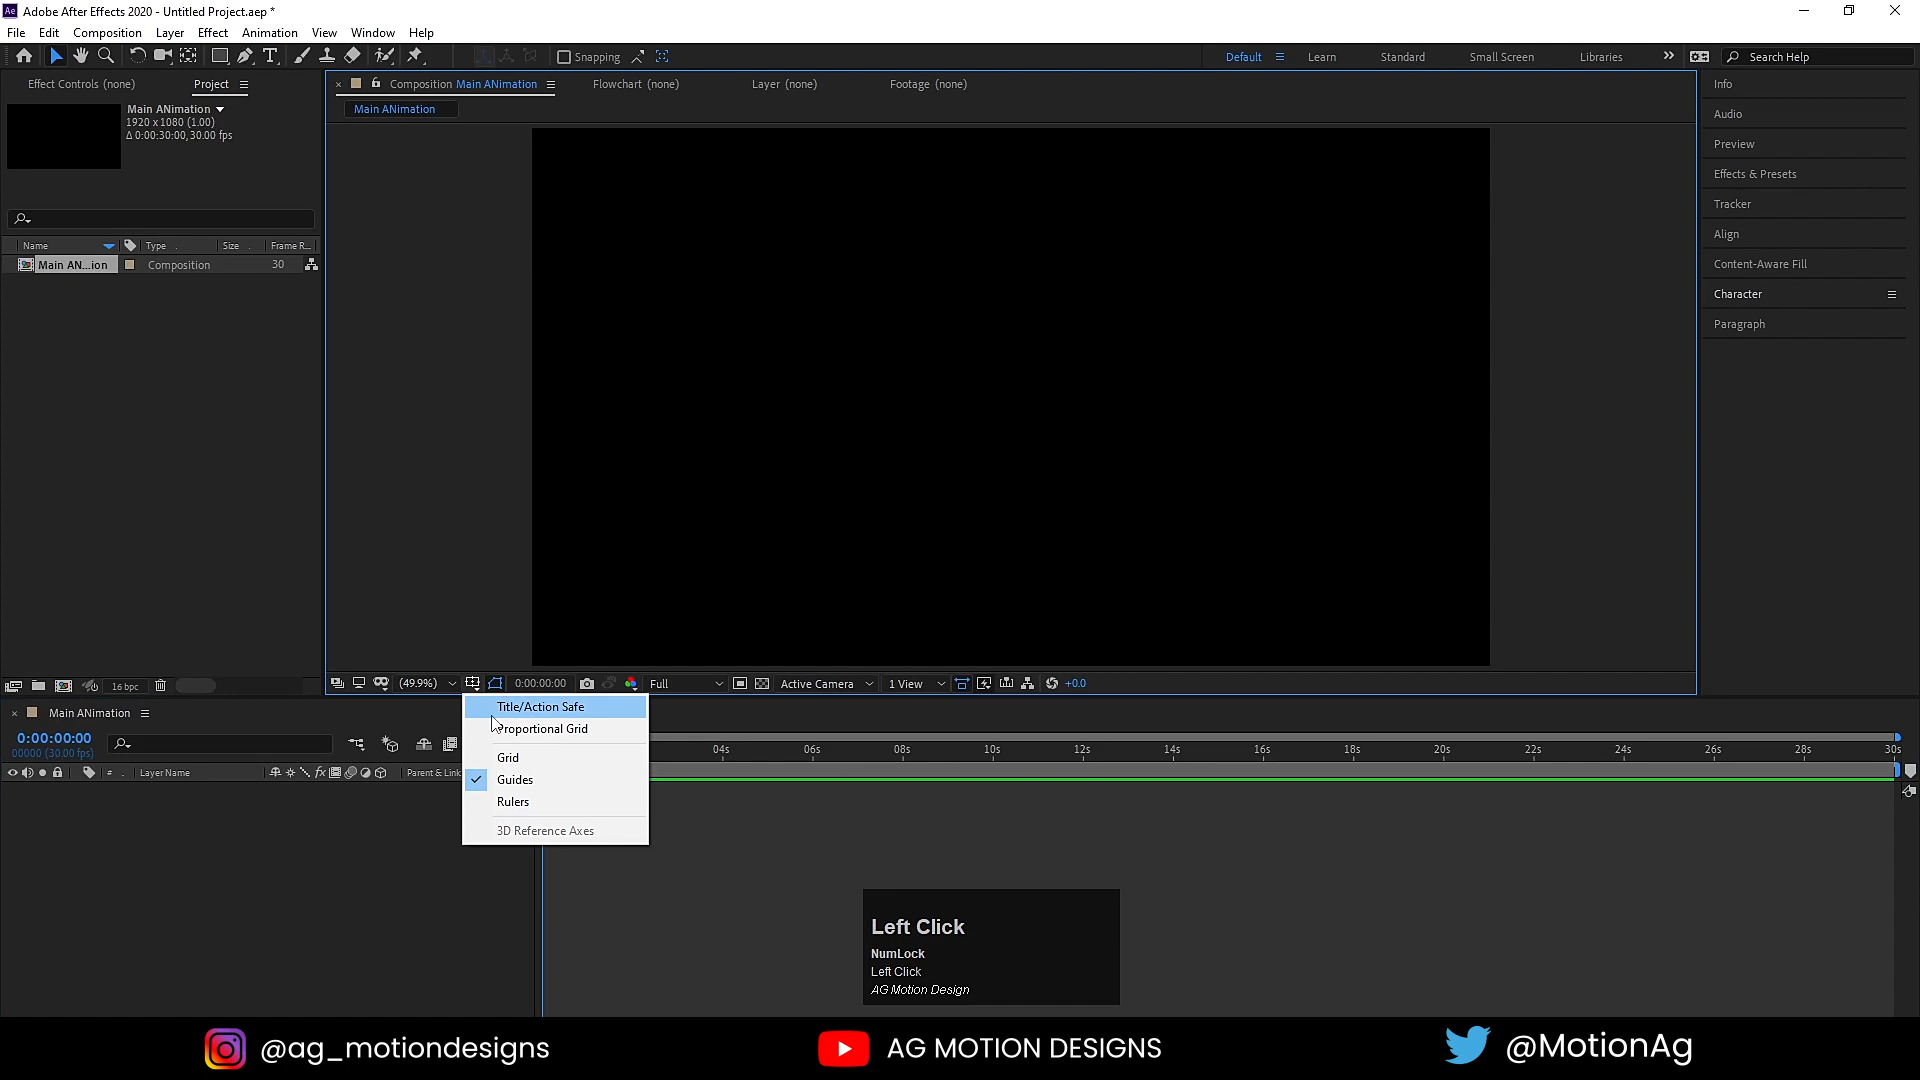 Adobe After Effects 2020 - Untitled Project.aep *
File Edit Composition Layer Effect Animation View Window Help
Snapping Default Learn Standard Small Screen Libraries Search Help
Effect Controls (none) Project
Main ANimation
1920 x 1080 (1.00)
Δ 0:00:30:00, 30.00 fps
Name Type Size Frame R...
Main AN...ion Composition 30
16 bpc
Composition Main ANimation Flowchart (none) Layer (none) Footage (none)
Main ANimation
(49.9%) 0:00:00:00 Full Active Camera 1 View +0.0
Info
Audio
Preview
Effects & Presets
Tracker
Align
Content-Aware Fill
Character
Paragraph
Title/Action Safe
Proportional Grid
Grid
Guides
Rulers
3D Reference Axes
Main ANimation
0:00:00:00
00000 (30.00 fps)
# Layer Name fx Parent & Link
04s 06s 08s 10s 12s 14s 16s 18s 20s 22s 24s 26s 28s 30s
Left Click
NumLock
Left Click
AG Motion Design
@ag_motiondesigns AG MOTION DESIGNS @MotionAg